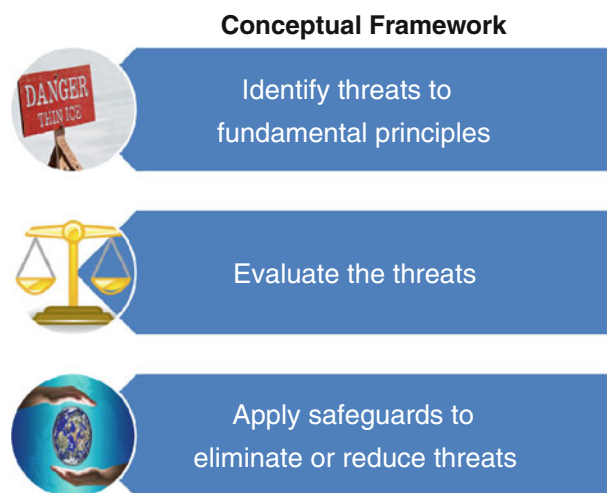 Conceptual Framework
DANGER
THIN ICE
Identify threats to
fundamental principles
Evaluate the threats
Apply safeguards to
eliminate or reduce threats